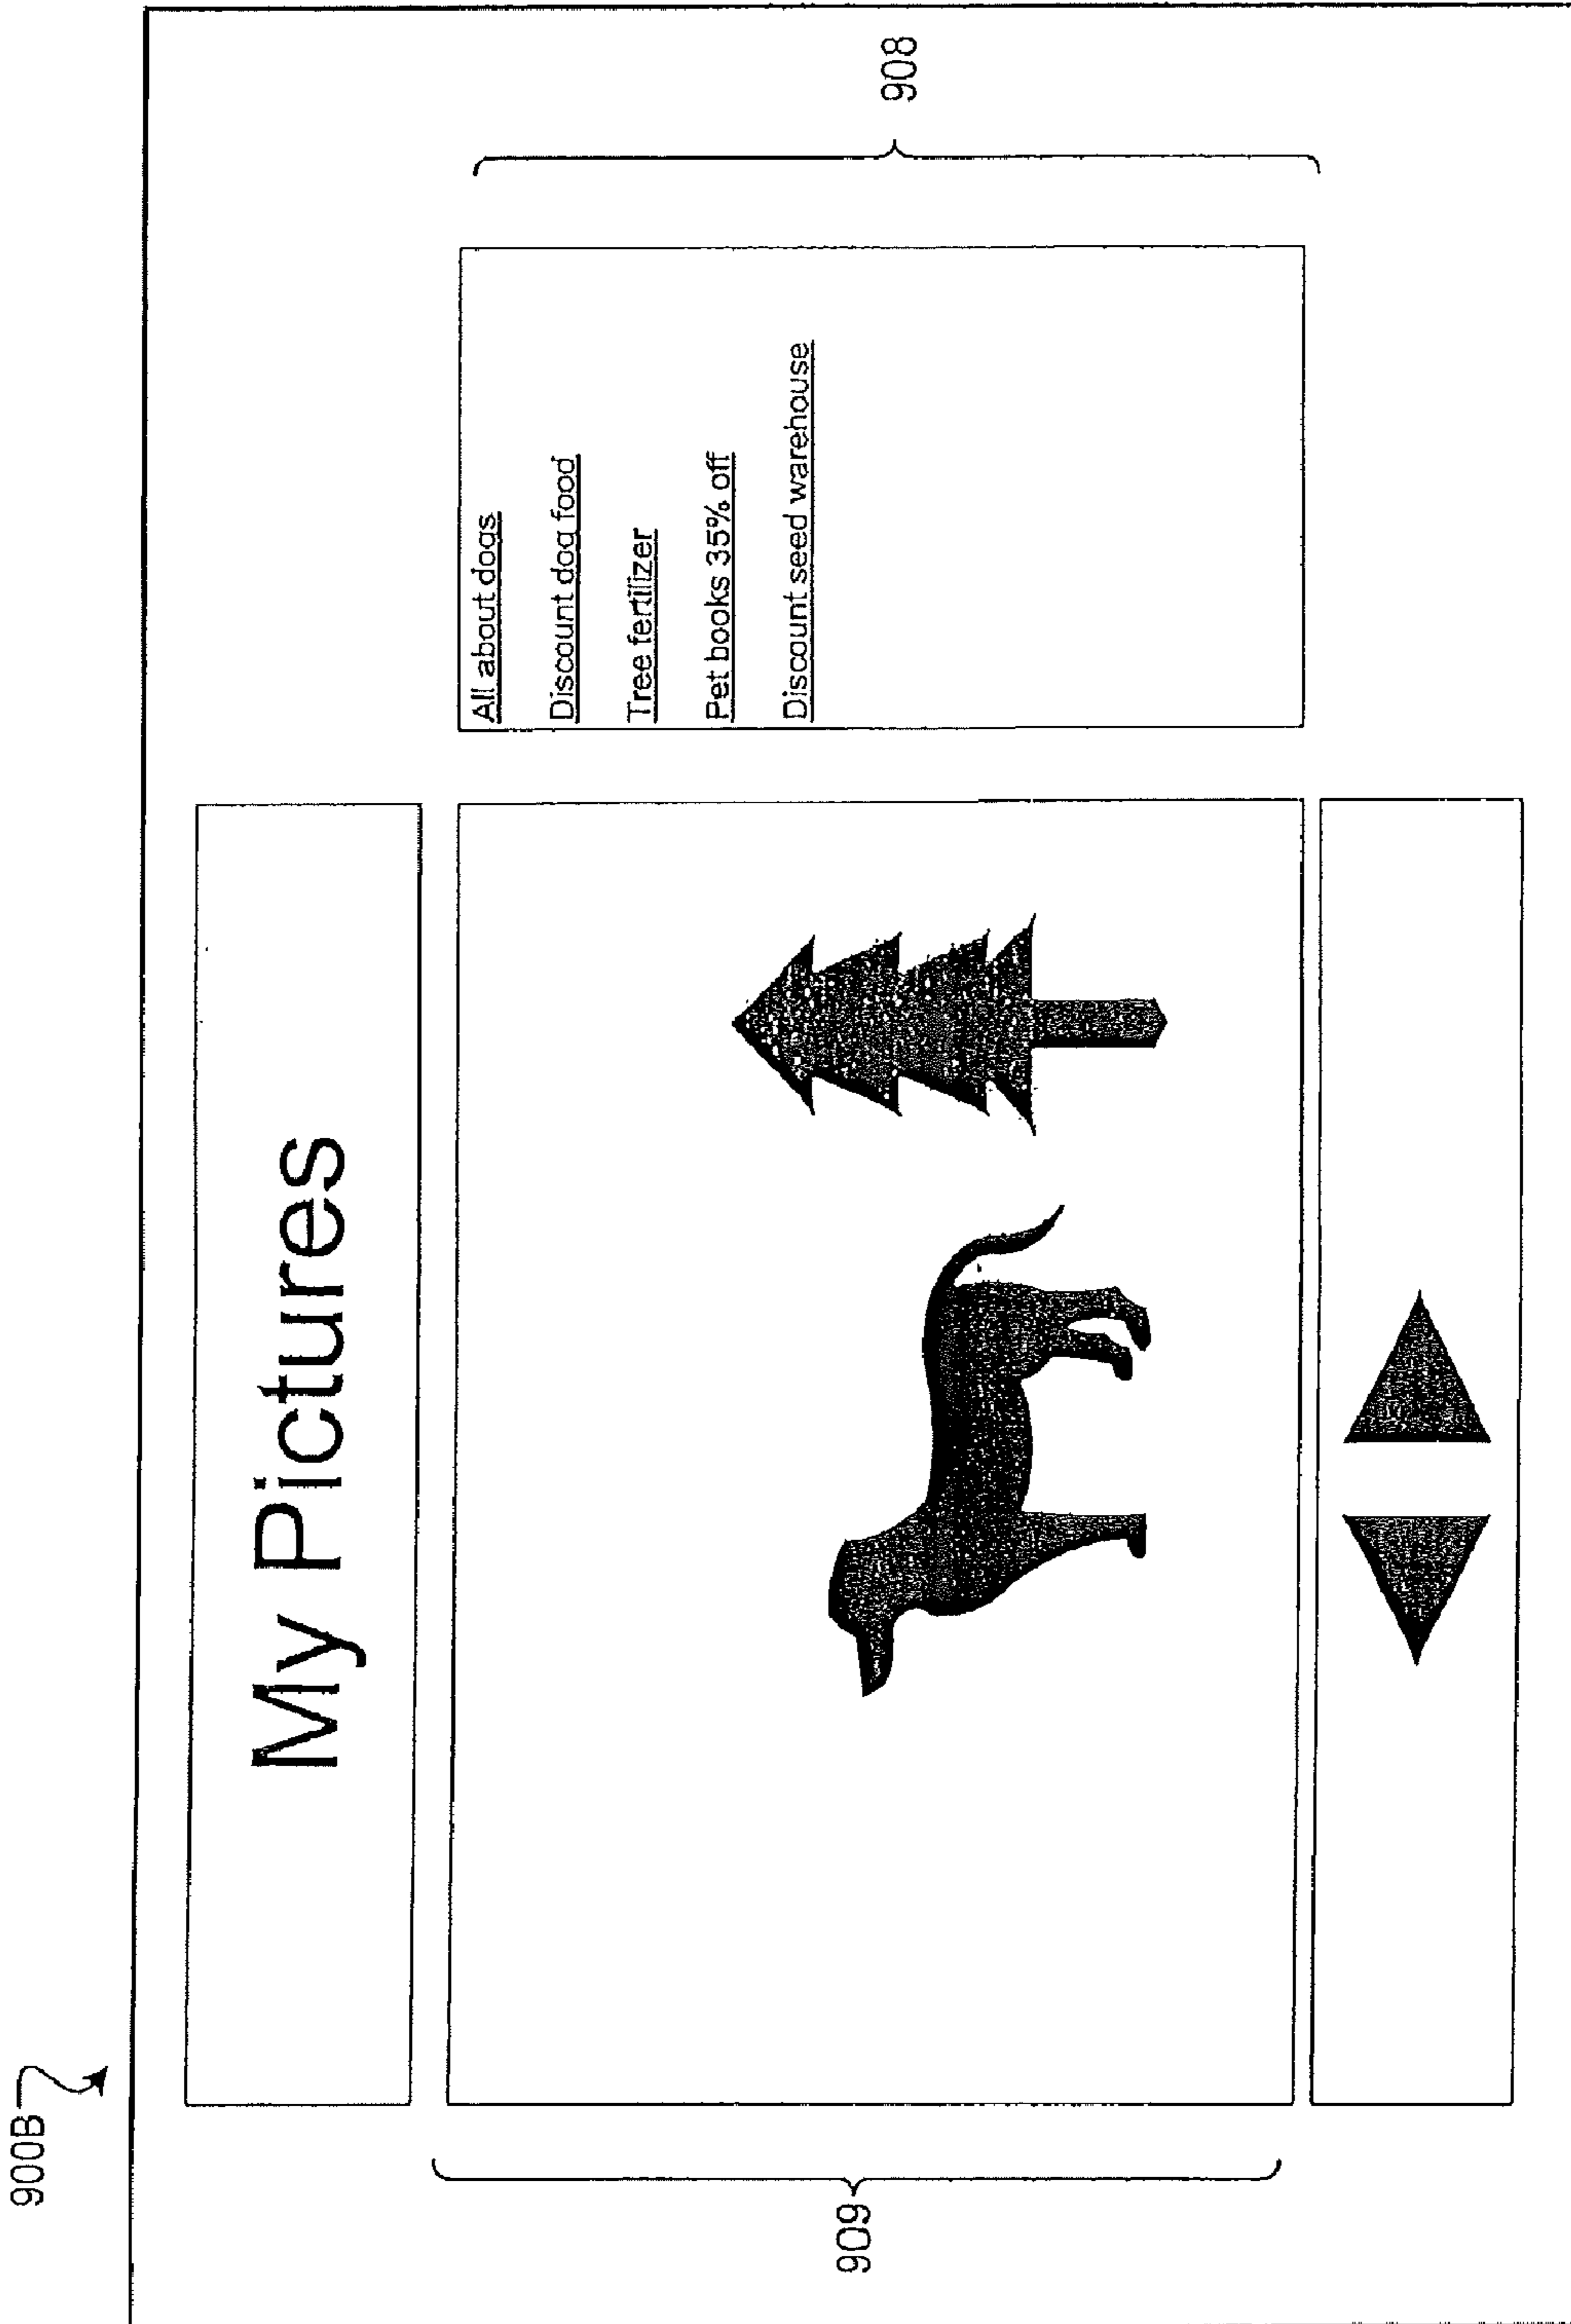 900B
My Pictures
All about dogs
Discount dog food
Tree fertilizer
Pet books 35% off
Discount seed warehouse
908
909